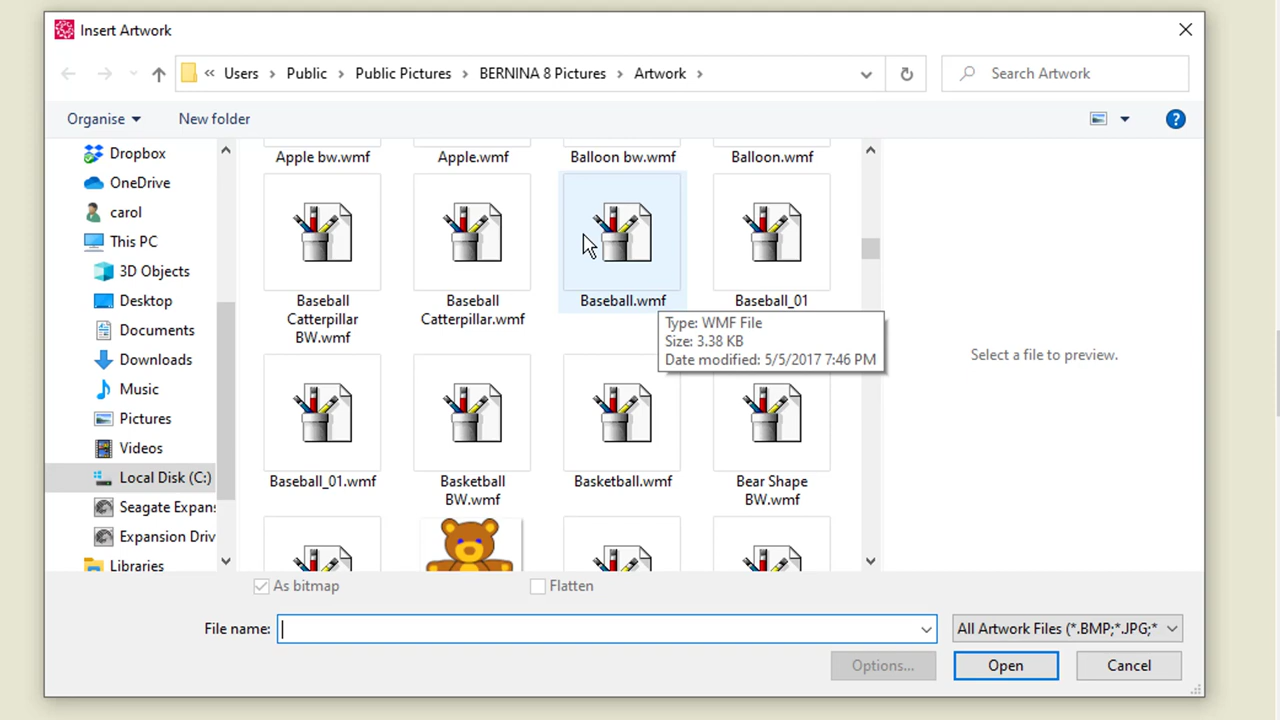 Insert Artwork
« Users › Public › Public Pictures › BERNINA 8 Pictures › Artwork ›
Search Artwork
Organise
New folder
Dropbox
OneDrive
carol
This PC
3D Objects
Desktop
Documents
Downloads
Music
Pictures
Videos
Local Disk (C:)
Seagate Expans
Expansion Driv
Libraries
Apple bw.wmf
Apple.wmf
Balloon bw.wmf
Balloon.wmf
Baseball
Catterpillar
BW.wmf
Baseball
Catterpillar.wmf
Baseball.wmf
Baseball_01
Type: WMF File
Size: 3.38 KB
Date modified: 5/5/2017 7:46 PM
Baseball_01.wmf
Basketball
BW.wmf
Basketball.wmf
Bear Shape
BW.wmf
Select a file to preview.
As bitmap
Flatten
File name:
All Artwork Files (*.BMP;*.JPG;*
Options...
Open
Cancel